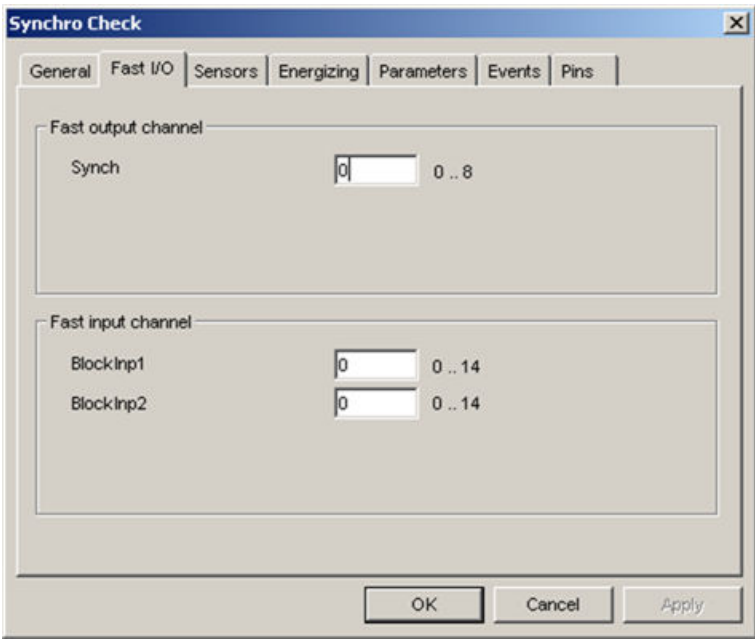 Synchro Check
General Fast I/O Sensors Energizing Parameters Events Pins
Fast output channel
Synch 0 0 .. 8
Fast input channel
BlockInp1 0 0 .. 14
BlockInp2 0 0 .. 14
OK Cancel Apply